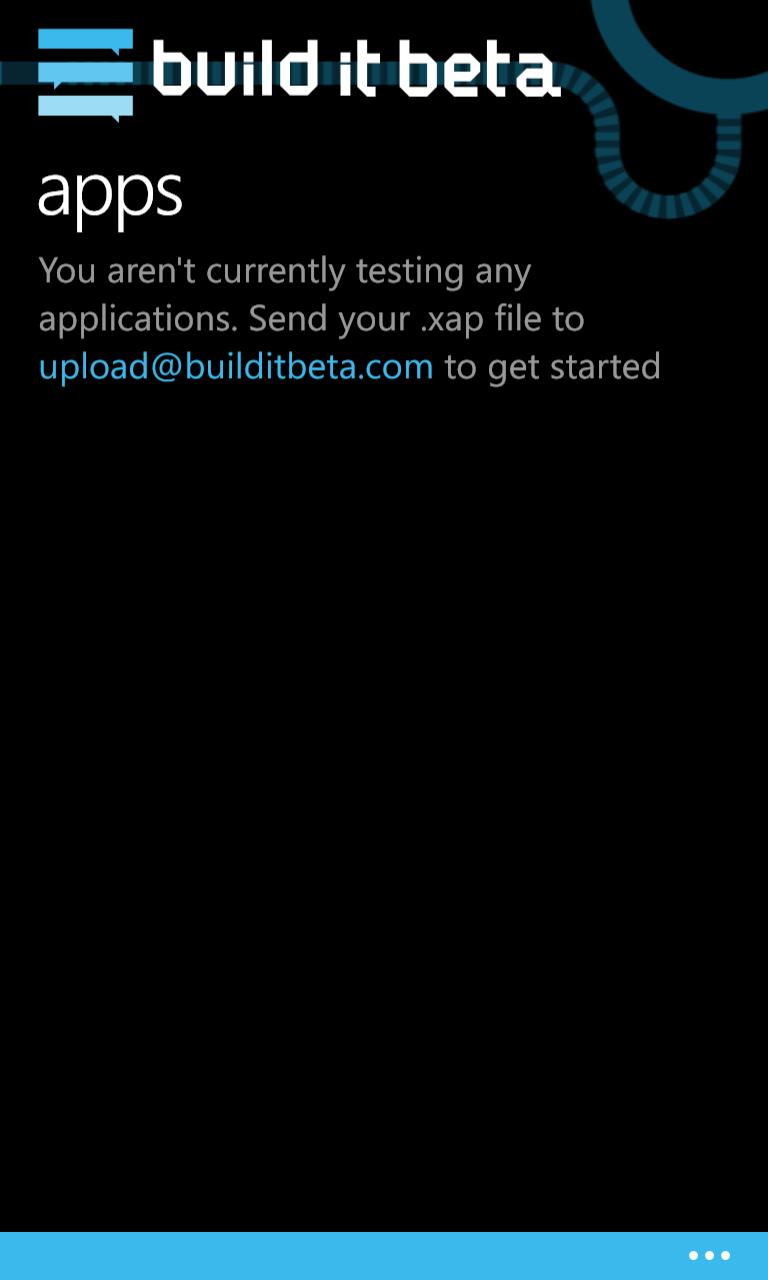 build it beta
apps
You aren't currently testing any
applications. Send your .xap file to
upload@builditbeta.com to get started